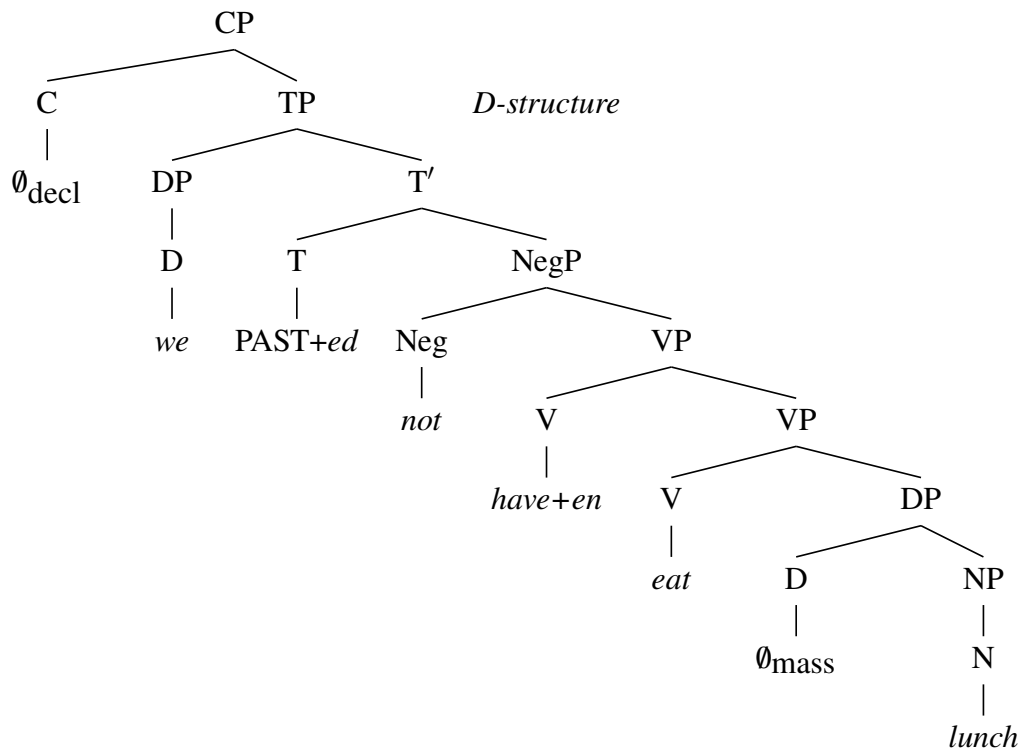 CP
C TP D-structure
∅decl DP T′
D T NegP
we PAST+ed Neg VP
not V VP
have+en V DP
eat D NP
∅mass N
lunch